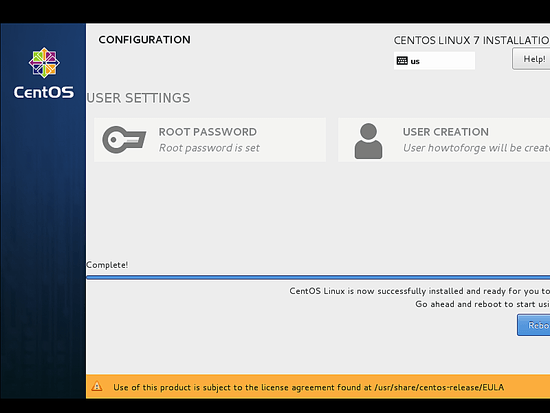 CONFIGURATION
CENTOS LINUX 7 INSTALLATIO
us
Help!
CentOS
USER SETTINGS
ROOT PASSWORD
Root password is set
USER CREATION
User howtoforge will be create
Complete!
CentOS Linux is now successfully installed and ready for you to
Go ahead and reboot to start usi
Rebo
Use of this product is subject to the license agreement found at /usr/share/centos-release/EULA